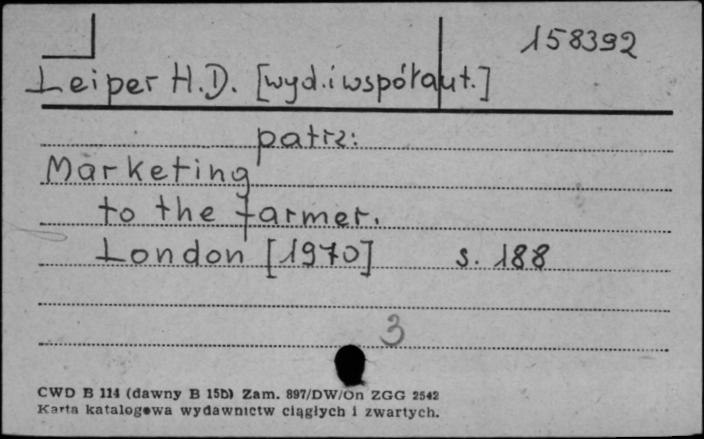 158392
Leiper H.D. [wyd. i współaut.]
patrz:
Marketing
to the farmer.
London [1970] s. 188
3
CWD B 114 (dawny B 15b) Zam. 897/DW/On ZGG 2542
Karta katalogowa wydawnictw ciągłych i zwartych.